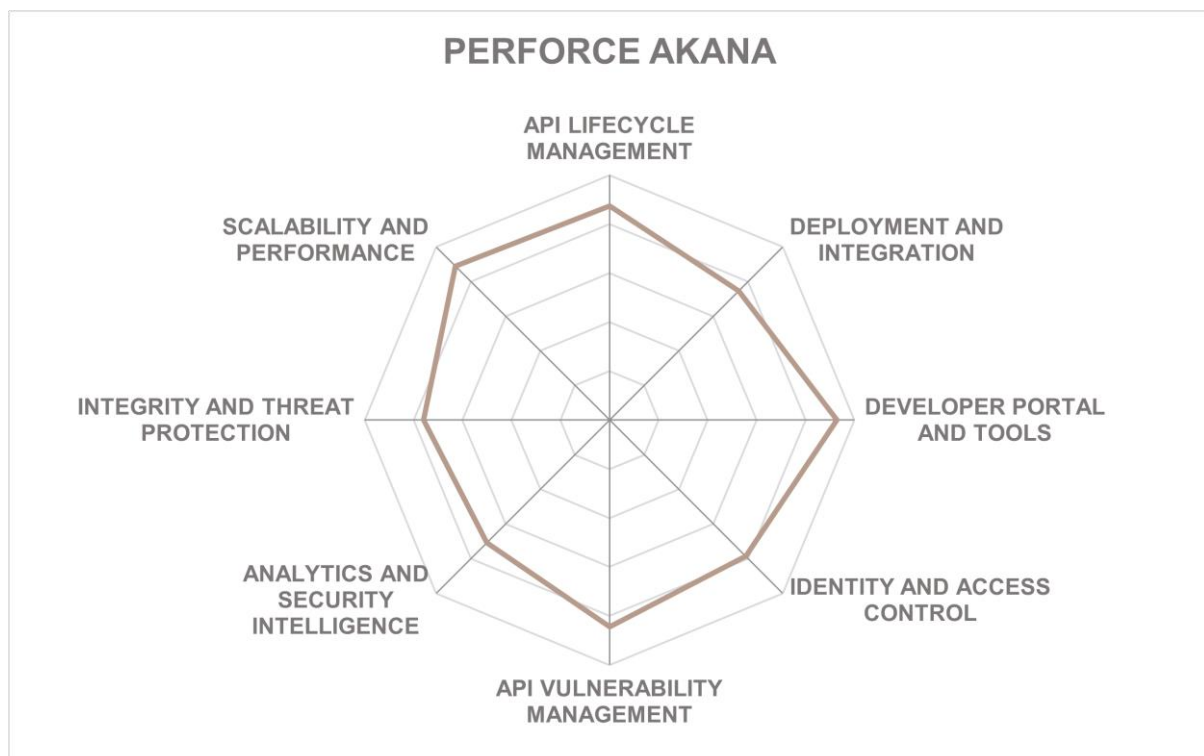 PERFORCE AKANA
API LIFECYCLE
MANAGEMENT
SCALABILITY AND
PERFORMANCE
DEPLOYMENT AND
INTEGRATION
INTEGRITY AND THREAT
PROTECTION
DEVELOPER PORTAL
AND TOOLS
ANALYTICS AND
SECURITY
INTELLIGENCE
IDENTITY AND ACCESS
CONTROL
API VULNERABILITY
MANAGEMENT